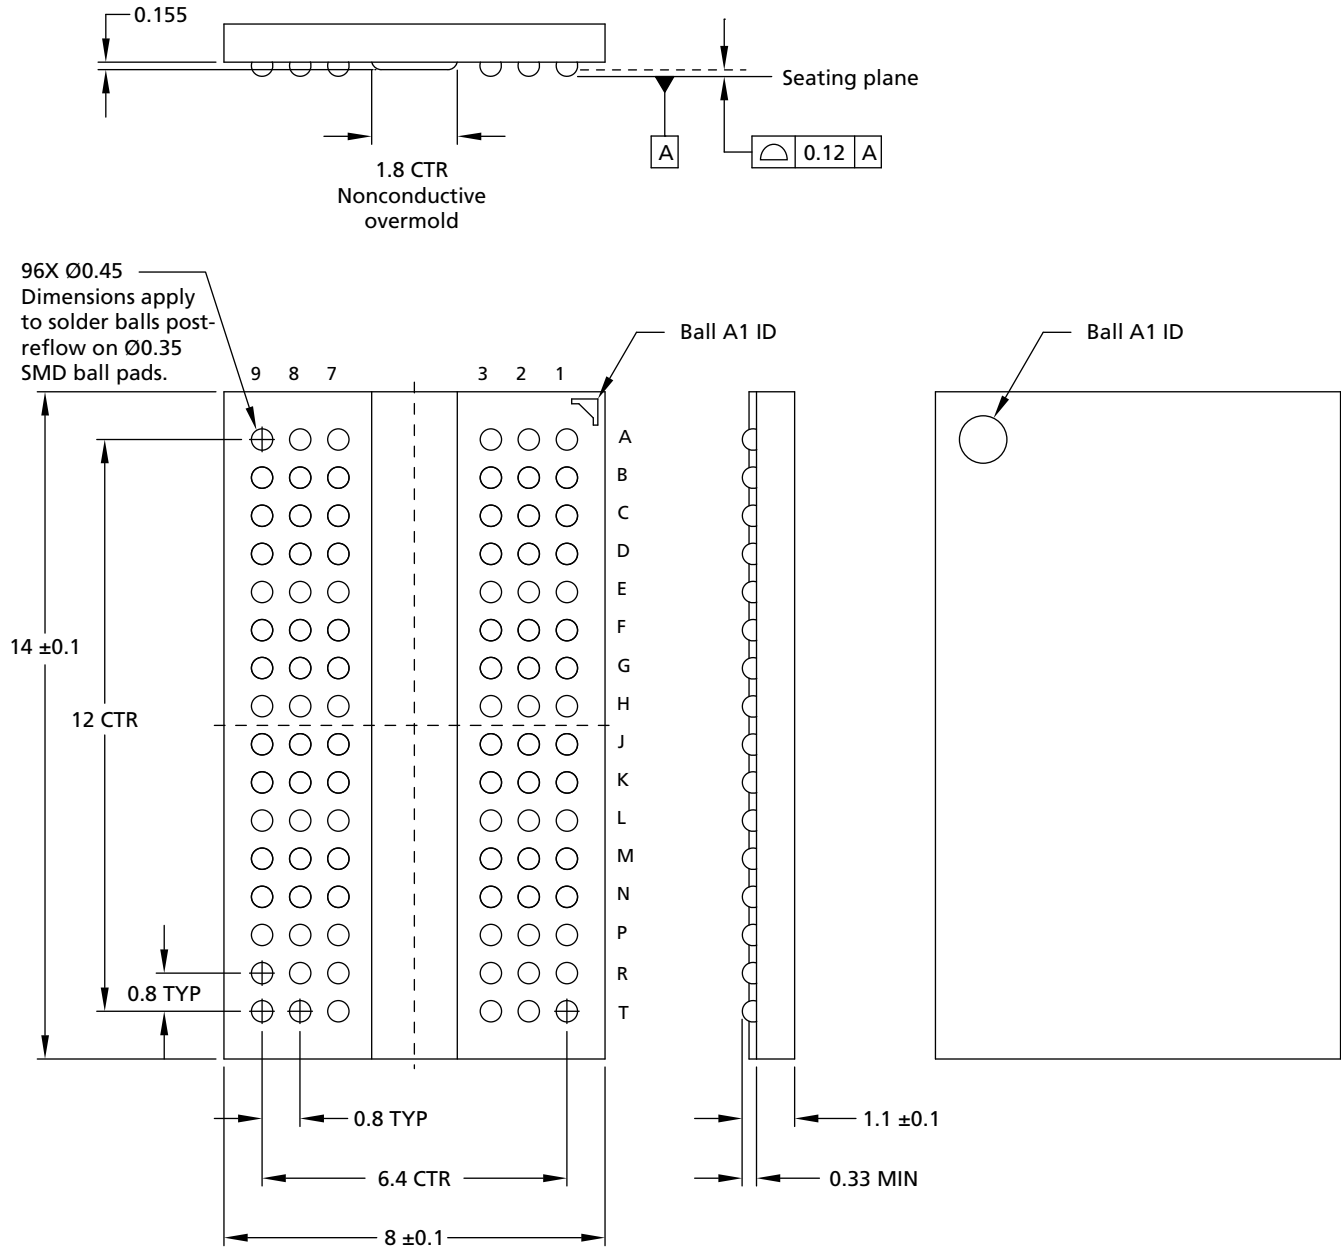 0.155
Seating plane
A
0.12 A
1.8 CTR
Nonconductive
overmold
96X Ø0.45
Dimensions apply
to solder balls post-
reflow on Ø0.35
SMD ball pads.
Ball A1 ID
Ball A1 ID
9 8 7 3 2 1
A
B
C
D
E
F
G
H
J
K
L
M
N
P
R
T
14 ±0.1
12 CTR
0.8 TYP
0.8 TYP
1.1 ±0.1
6.4 CTR
0.33 MIN
8 ±0.1